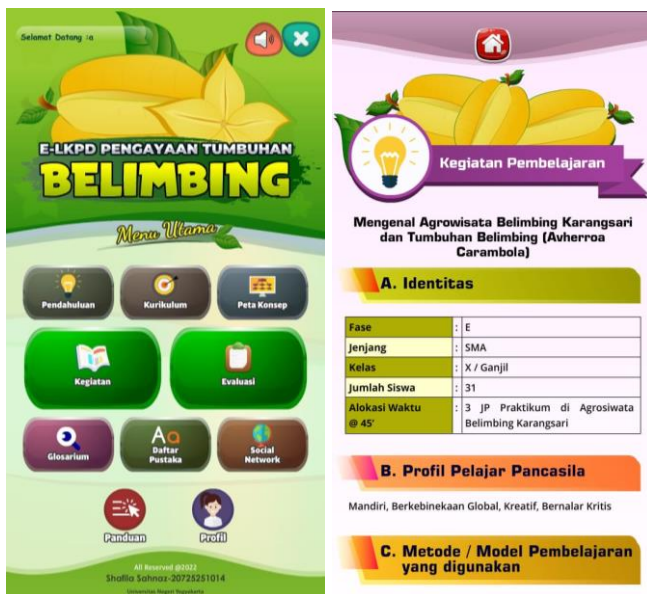 Selamat Datang :a
E-LKPD PENGAYAAN TUMBUHAN
BELIMBING
Menu Utama
Pendahuluan
Kurikulum
Peta Konsep
Kegiatan
Evaluasi
Glosarium
Daftar
Pustaka
Social
Network
Panduan
Profil
All Reserved @2022
Shafila Sahnaz-20725251014
Universitas Negeri Yogyakarta
Kegiatan Pembelajaran
Mengenal Agrowisata Belimbing Karangsari
dan Tumbuhan Belimbing (Avherroa
Carambola)
A. Identitas
Fase : E
Jenjang : SMA
Kelas : X / Ganjil
Jumlah Siswa : 31
Alokasi Waktu : 3 JP Praktikum di Agrosiwata
@ 45' Belimbing Karangsari
B. Profil Pelajar Pancasila
Mandiri, Berkebinekaan Global, Kreatif, Bernalar Kritis
C. Metode / Model Pembelajaran
yang digunakan